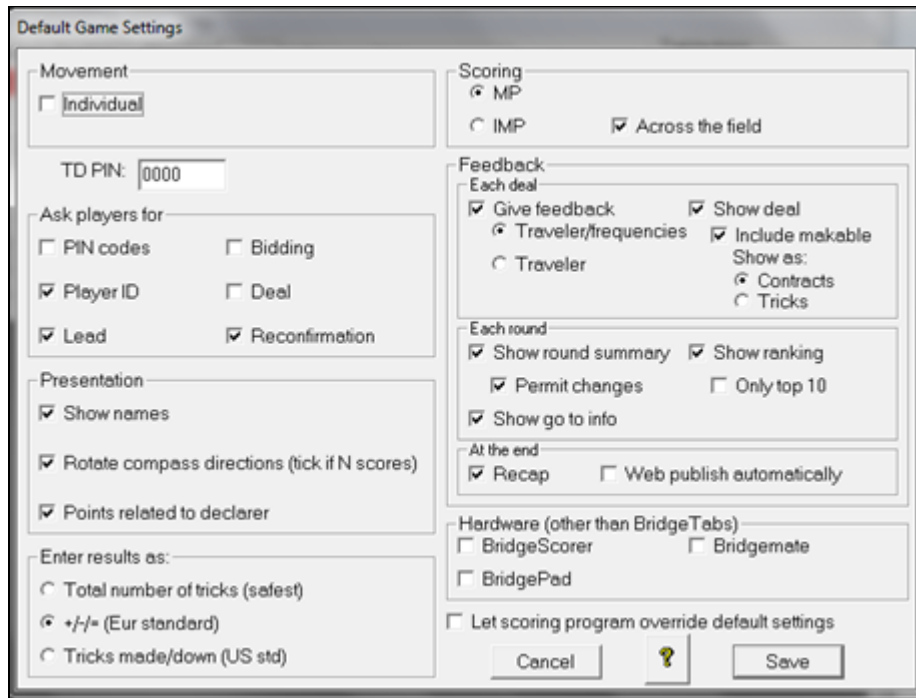 Default Game Settings
Movement
Individual
TD PIN: 0000
Ask players for
PIN codes Bidding
Player ID Deal
Lead Reconfirmation
Presentation
Show names
Rotate compass directions (tick if N scores)
Points related to declarer
Enter results as:
Total number of tricks (safest)
+/-/= (Eur standard)
Tricks made/down (US std)
Scoring
MP
IMP Across the field
Feedback
Each deal
Give feedback Show deal
Traveler/frequencies Include makable
Show as:
Traveler
Contracts
Tricks
Each round
Show round summary Show ranking
Permit changes Only top 10
Show go to info
At the end
Recap Web publish automatically
Hardware (other than BridgeTabs)
BridgeScorer Bridgemate
BridgePad
Let scoring program override default settings
Cancel ? Save